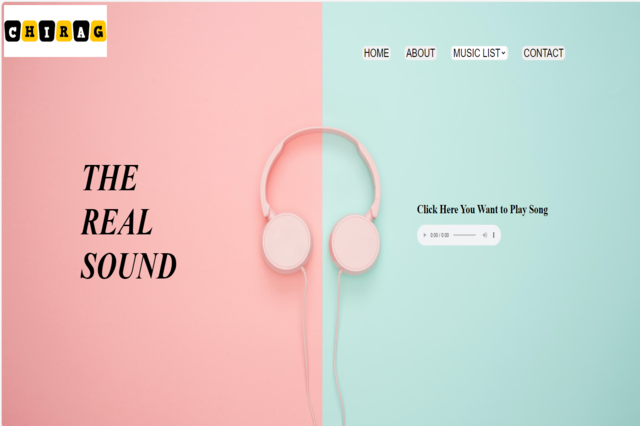 CHIRAG
HOME ABOUT MUSIC LIST CONTACT
THE
REAL
SOUND
Click Here You Want to Play Song
0:00 / 0:00